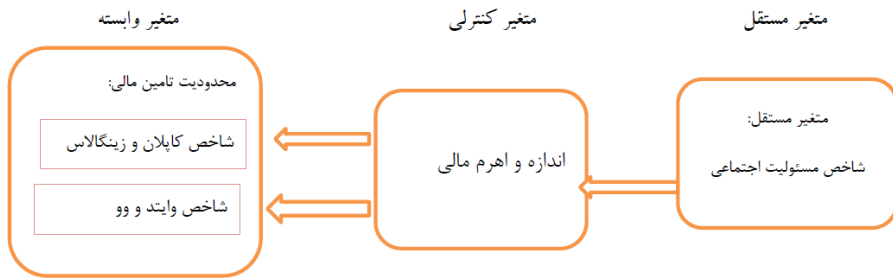 متغیر مستقل
متغیر کنترلی
متغیر وابسته
متغیر مستقل:
شاخص مسئولیت اجتماعی
اندازه و اهرم مالی
محدودیت تامین مالی:
شاخص کاپلان و زینگالاس
شاخص وایتد و وو